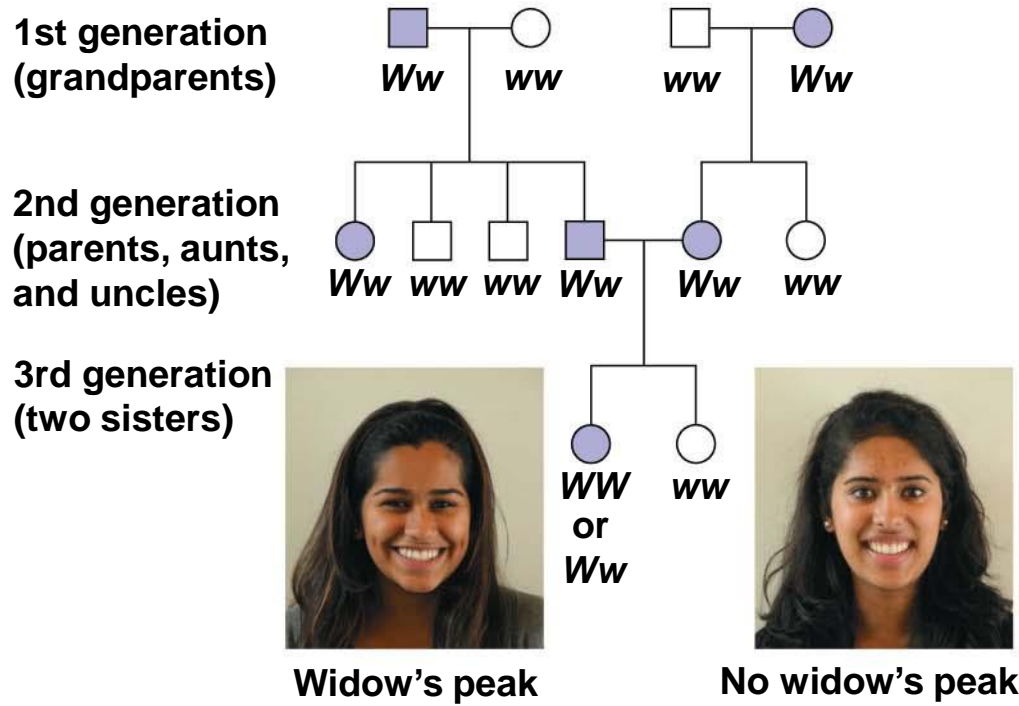 1st generation
(grandparents)
Ww ww ww Ww
2nd generation
(parents, aunts,
and uncles)
Ww ww ww Ww Ww ww
3rd generation
(two sisters)
WW
or
Ww
ww
Widow's peak
No widow's peak